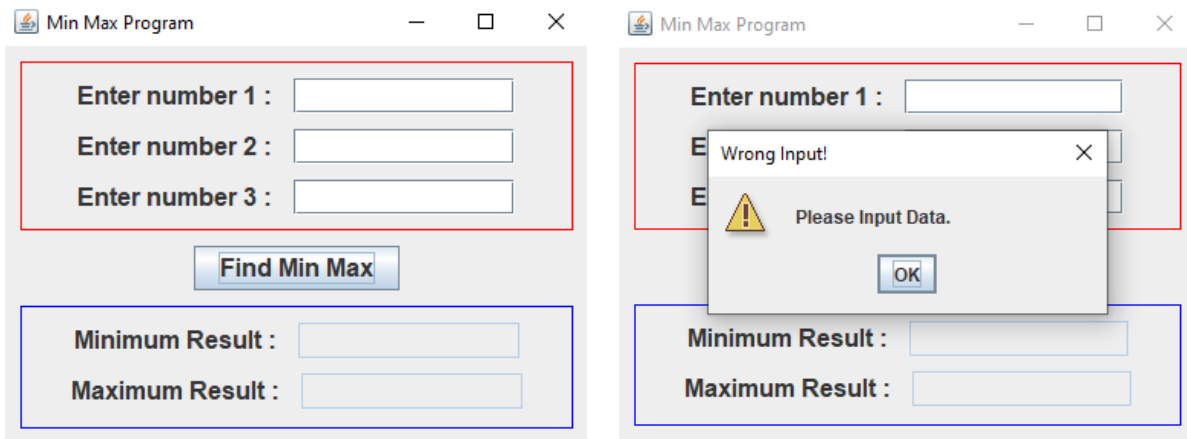 Min Max Program
Enter number 1 :
Enter number 2 :
Enter number 3 :
Find Min Max
Minimum Result :
Maximum Result :
Min Max Program
Enter number 1 :
E
E
Wrong Input!
Please Input Data.
OK
Minimum Result :
Maximum Result :